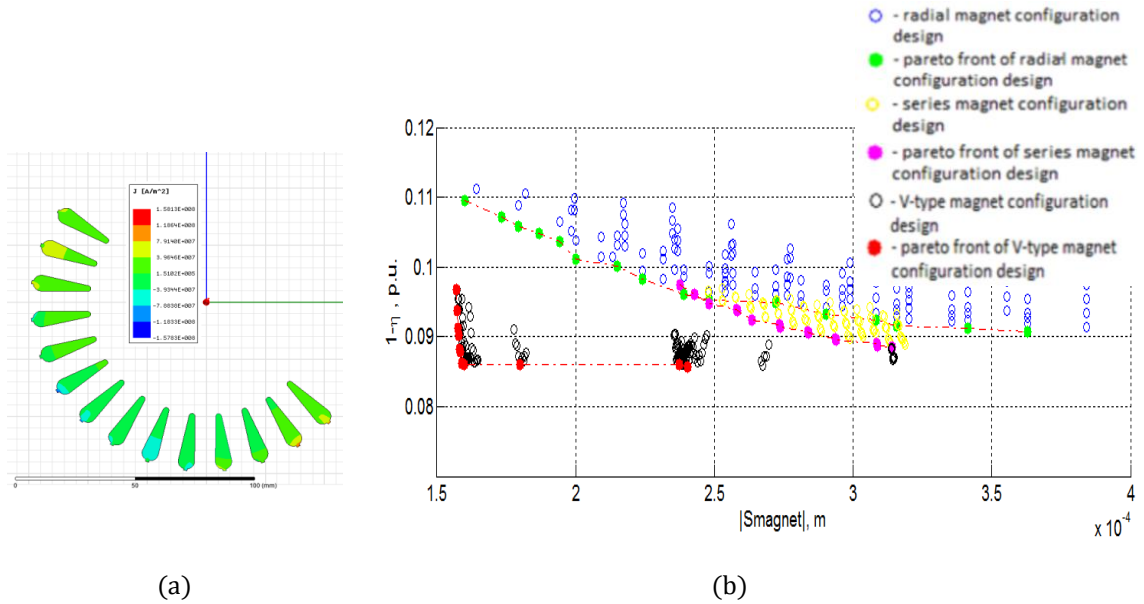 - radial magnet configuration
design
- pareto front of radial magnet
configuration design
- series magnet configuration
design
- pareto front of series magnet
configuration design
- V-type magnet configuration
design
- pareto front of V-type magnet
configuration design
J [A/m^2]
1.1864E+008
7.9140E+007
3.9646E+007
1.5102E+005
-3.9344E+007
-7.8838E+007
-1.1833E+008
-1.5783E+008
0
50
100 (mm)
0.12
0.11
0.1
0.09
0.08
1-η , p.u.
1.5
2
2.5
3
3.5
4
|Smagnet|, m
x 10⁻⁴
(a)
(b)